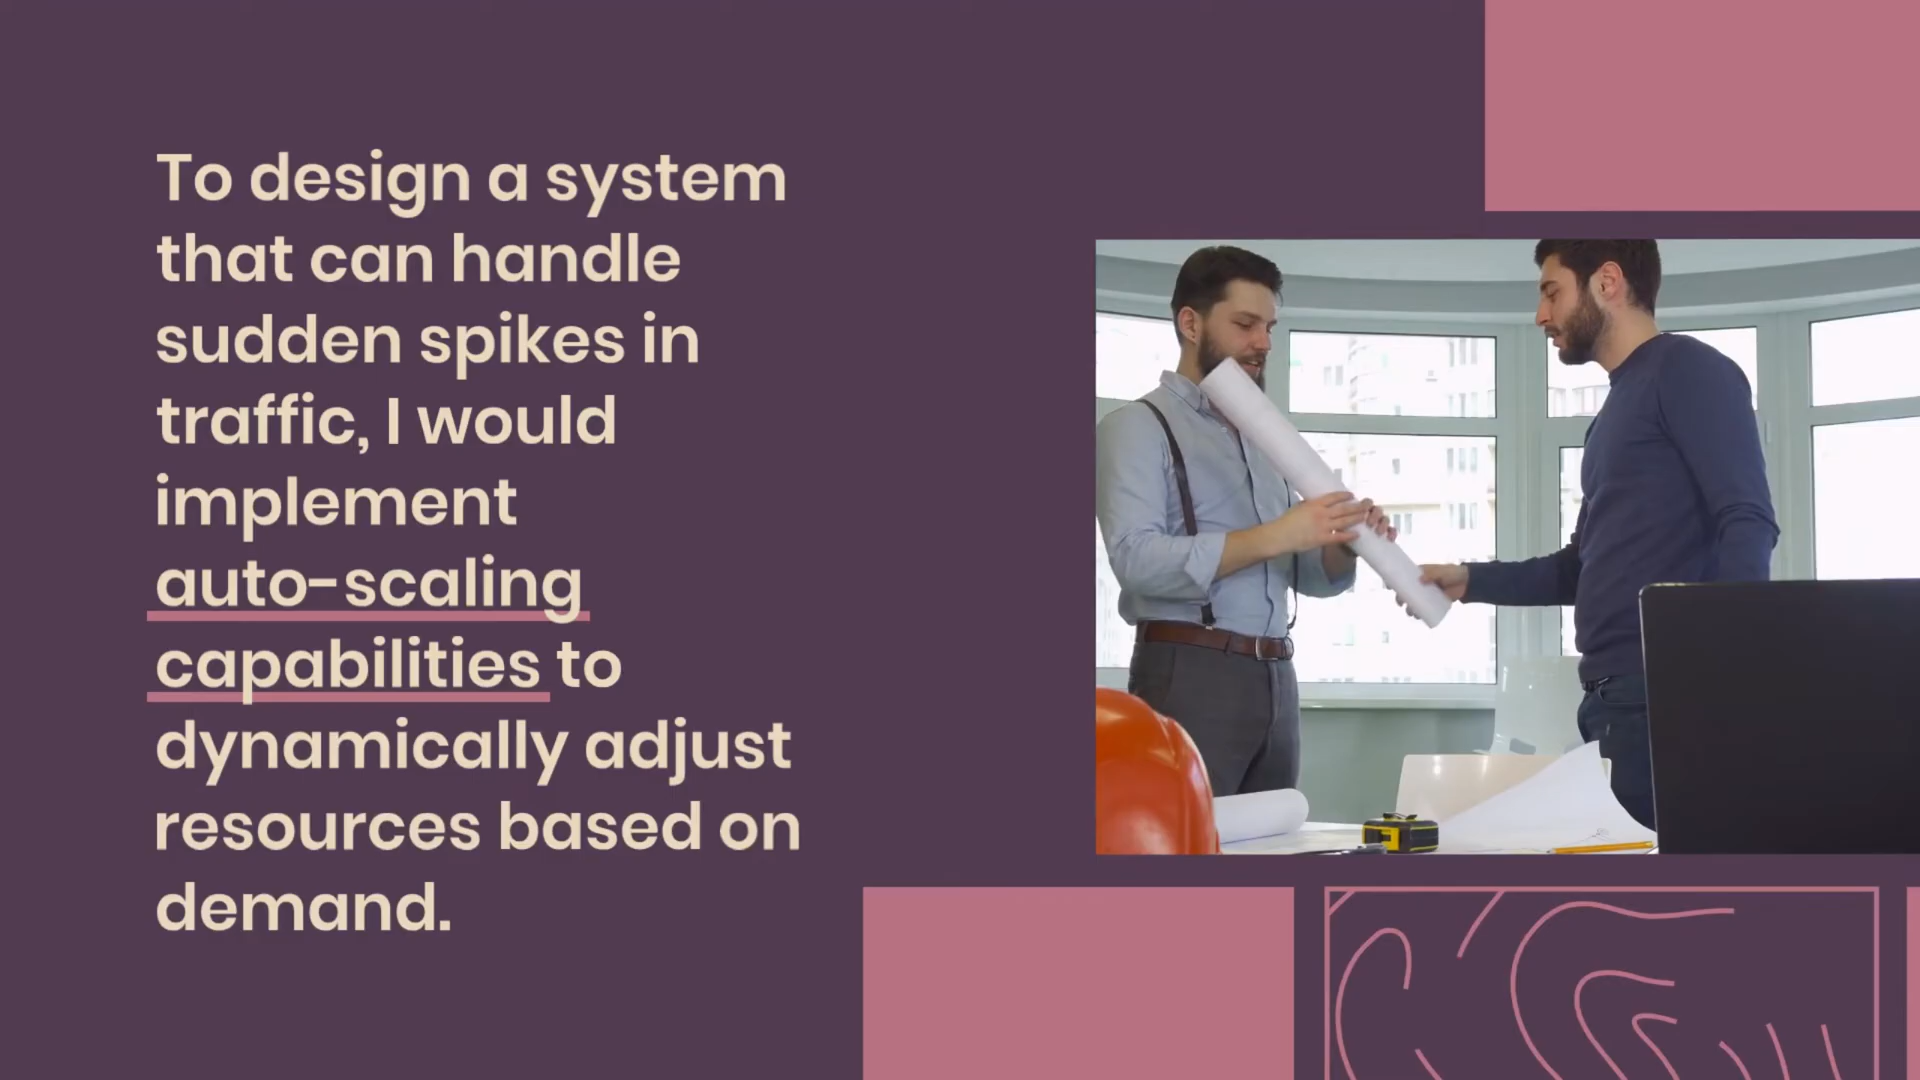 To design a system
that can handle
sudden spikes in
traffic, I would
implement
auto-scaling
capabilities to
dynamically adjust
resources based on
demand.